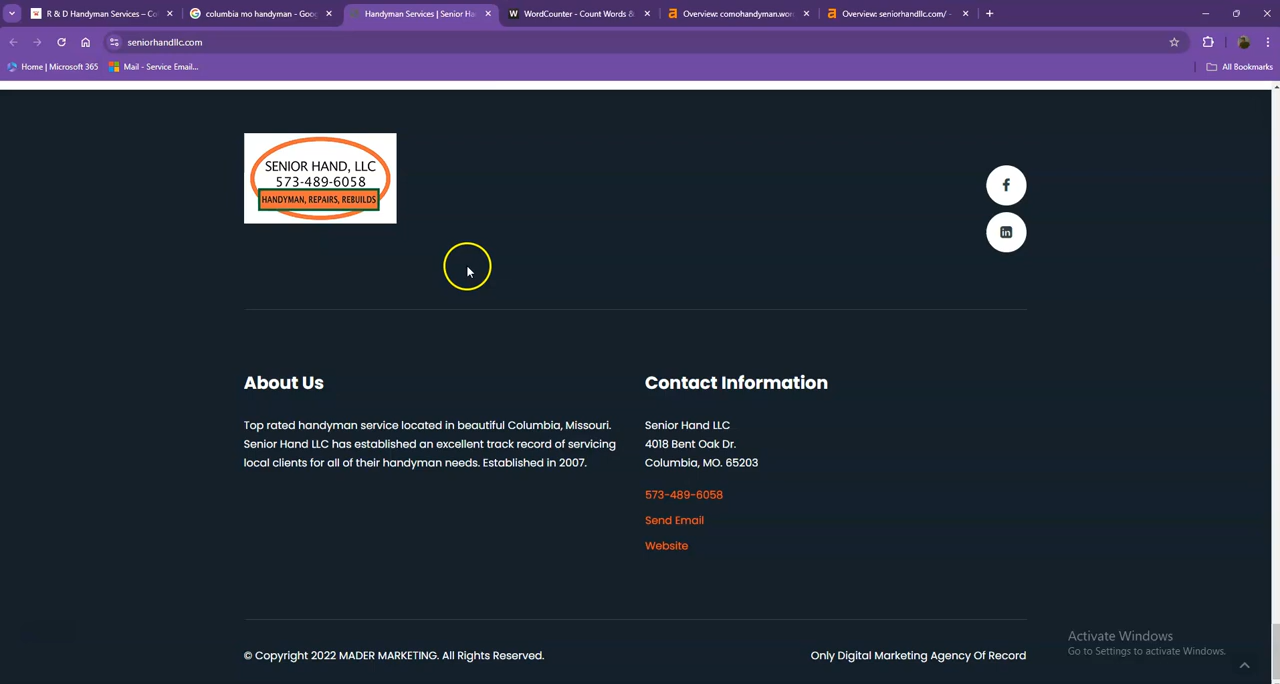 R & D Handyman Services – Co
columbia mo handyman - Goo
Handyman Services | Senior Ha
WordCounter - Count Words &
Overview: comohandyman.wor
Overview: seniorhandllc.com/ -
seniorhandllc.com
Home | Microsoft 365
Mail - Service Email...
All Bookmarks
SENIOR HAND, LLC
573-489-6058
HANDYMAN, REPAIRS, REBUILDS
About Us
Top rated handyman service located in beautiful Columbia, Missouri.
Senior Hand LLC has established an excellent track record of servicing
local clients for all of their handyman needs. Established in 2007.
Contact Information
Senior Hand LLC
4018 Bent Oak Dr.
Columbia, MO. 65203
573-489-6058
Send Email
Website
Activate Windows
Go to Settings to activate Windows.
© Copyright 2022 MADER MARKETING. All Rights Reserved.
Only Digital Marketing Agency Of Record